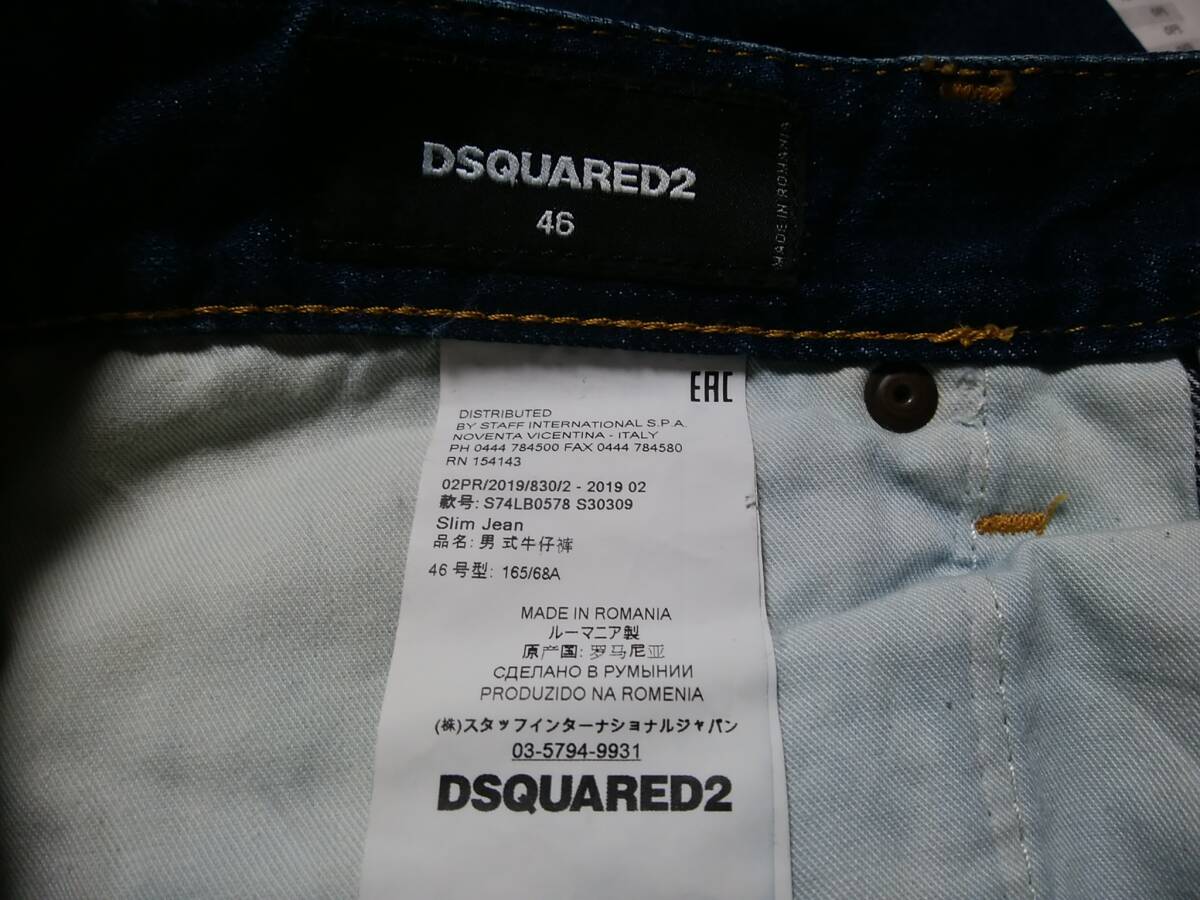 DSQUARED2
46
MADE IN ROMANIA
EAC
DISTRIBUTED
BY STAFF INTERNATIONAL S.P.A.
NOVENTA VICENTINA - ITALY
PH 0444 784500 FAX 0444 784580
RN 154143
02PR/2019/830/2 - 2019 02
款号: S74LB0578 S30309
Slim Jean
品名: 男 式牛仔裤
46 号型: 165/68A
MADE IN ROMANIA
ルーマニア製
原产国: 罗马尼亚
СДЕЛАНО В РУМЫНИИ
PRODUZIDO NA ROMENIA
(株)スタッフインターナショナルジャパン
03-5794-9931
DSQUARED2